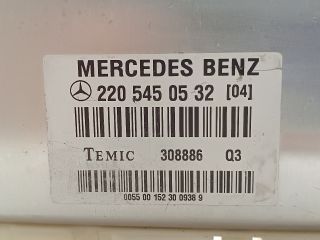 MERCEDES BENZ
220 545 05 32 [04]
TEMIC 308886 Q3
0055 00 152 30 0938 9